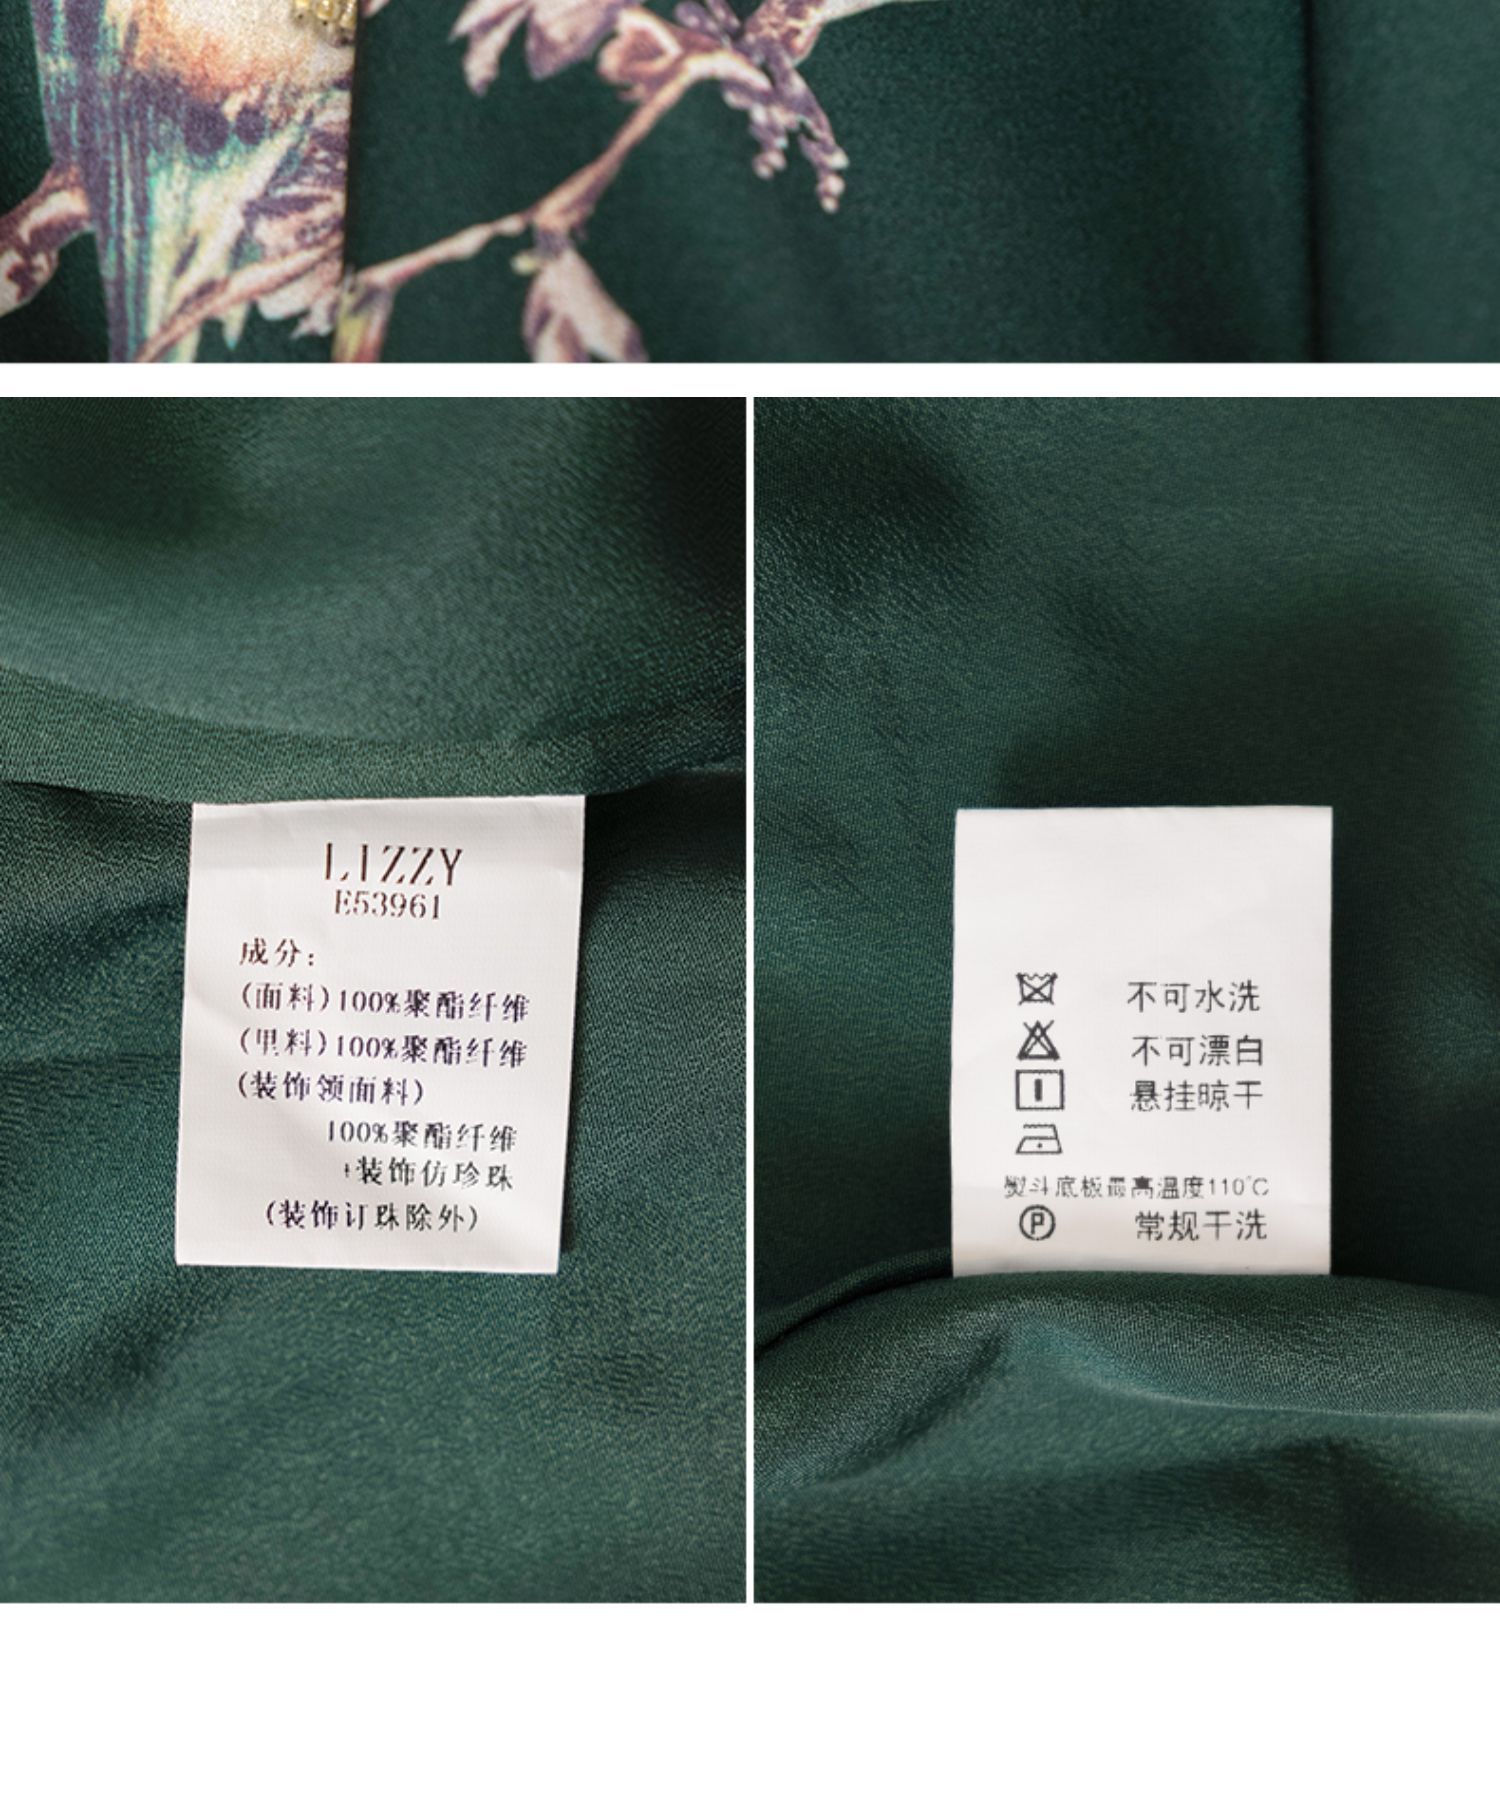 LIZZY
E53961
成分:
(面料)100%聚酯纤维
(里料)100%聚酯纤维
(装饰领面料)
100%聚酯纤维
+装饰仿珍珠
(装饰订珠除外)
不可水洗
不可漂白
悬挂晾干
熨斗底板最高温度110℃
P 常规干洗